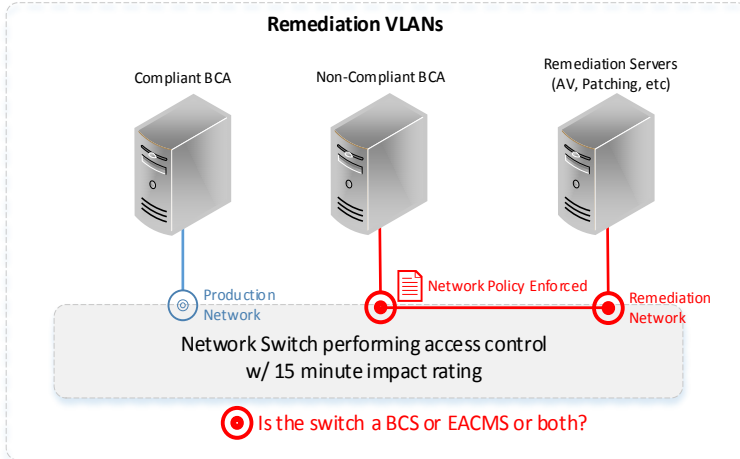 Remediation VLANs
Compliant BCA
Non-Compliant BCA
Remediation Servers
(AV, Patching, etc)
Production
Network
Network Policy Enforced
Remediation
Network
Network Switch performing access control
w/ 15 minute impact rating
Is the switch a BCS or EACMS or both?